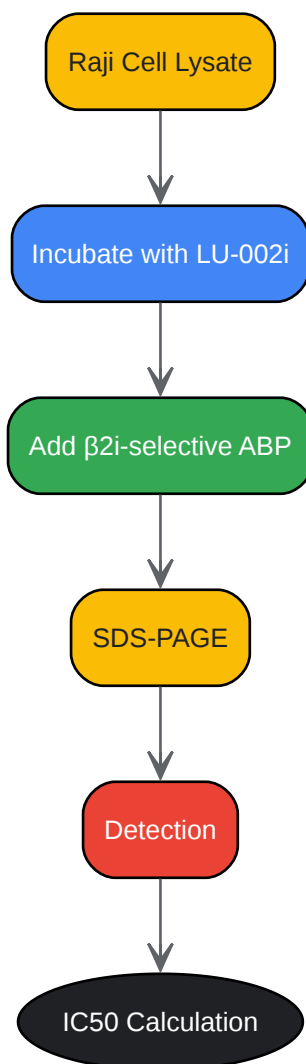 Raji Cell Lysate
Incubate with LU-002i
Add β2i-selective ABP
SDS-PAGE
Detection
IC50 Calculation